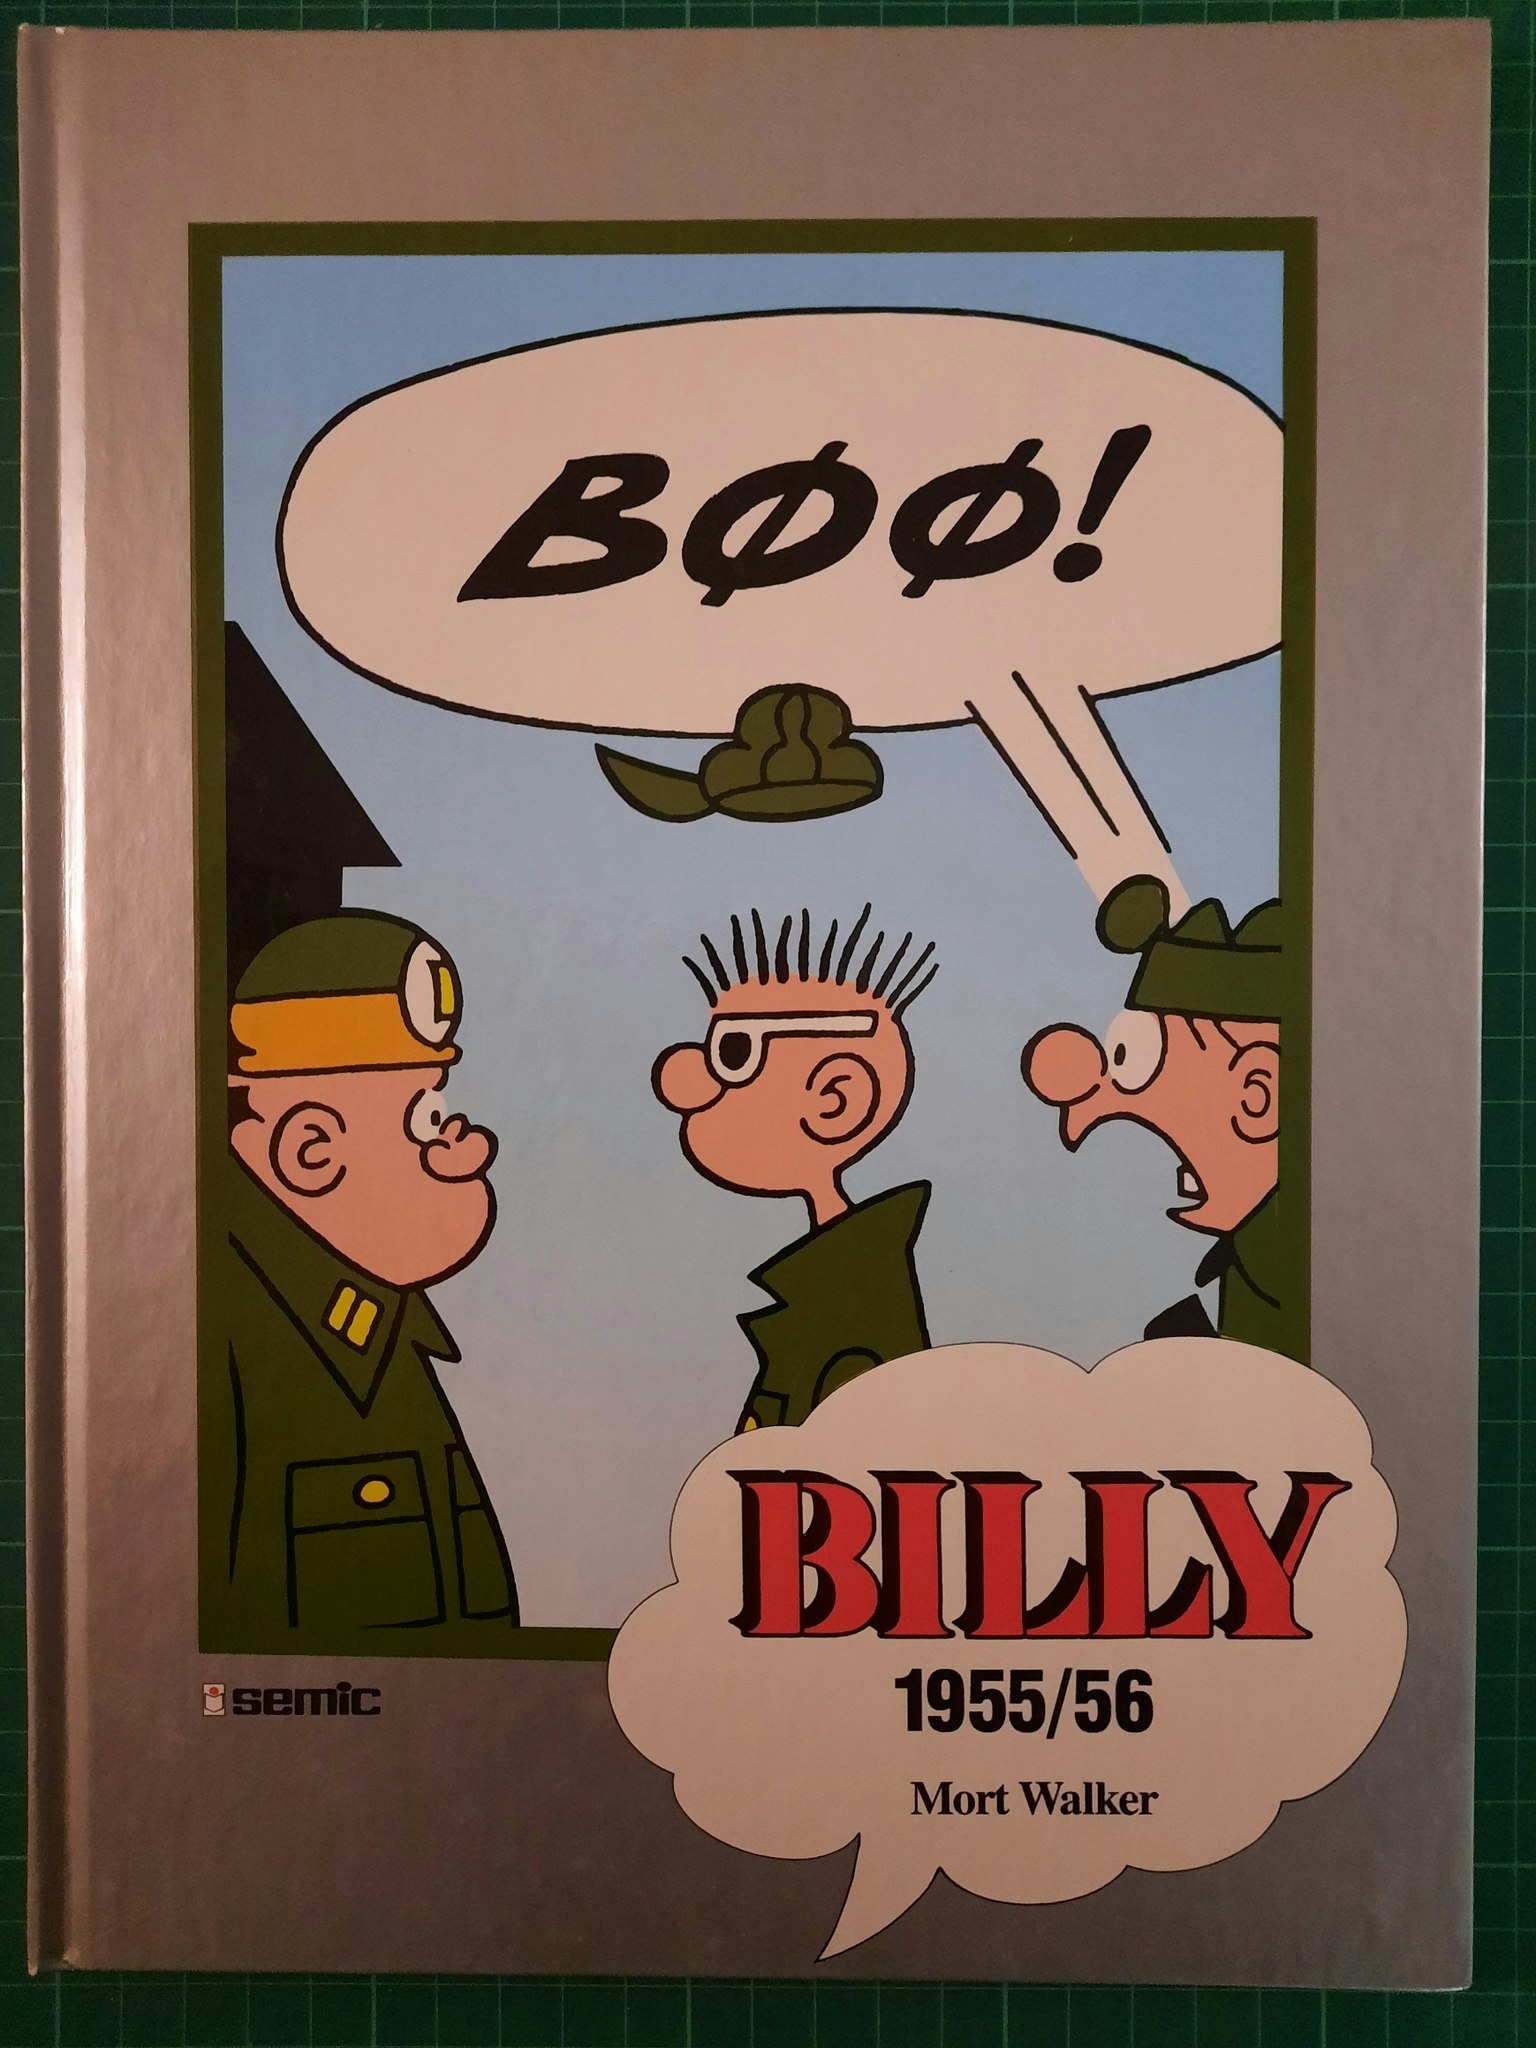 BØØ!
BILLY
1955/56
Mort Walker
semic